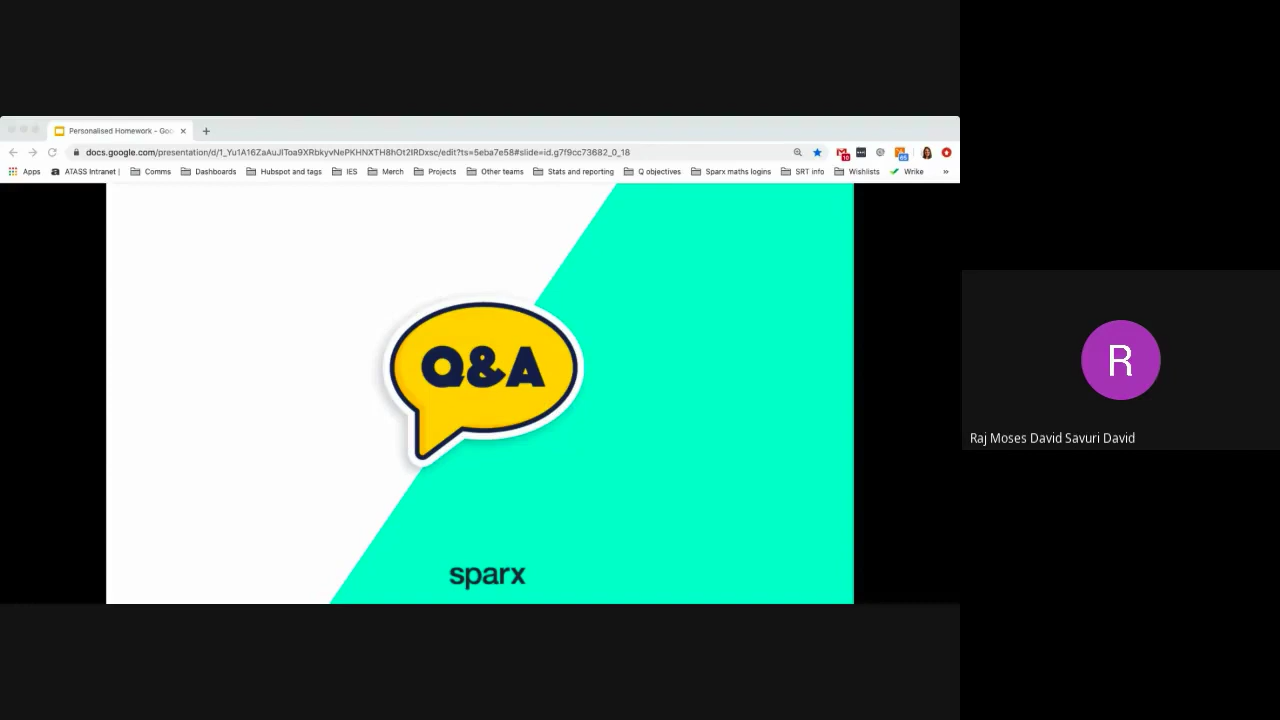 Personalised Homework - Goo
docs.google.com/presentation/d/1_Yu1A16ZaAuJIToa9XRbkyvNePKHNXTH8hOt2IRDxsc/edit?ts=5eba7e58#slide=id.g7f9cc73682_0_18
10
65
Apps ATASS Intranet | Comms Dashboards Hubspot and tags IES Merch Projects Other teams Stats and reporting Q objectives Sparx maths logins SRT info Wishlists Wrike »
Q&A
R
Raj Moses David Savuri David
sparx